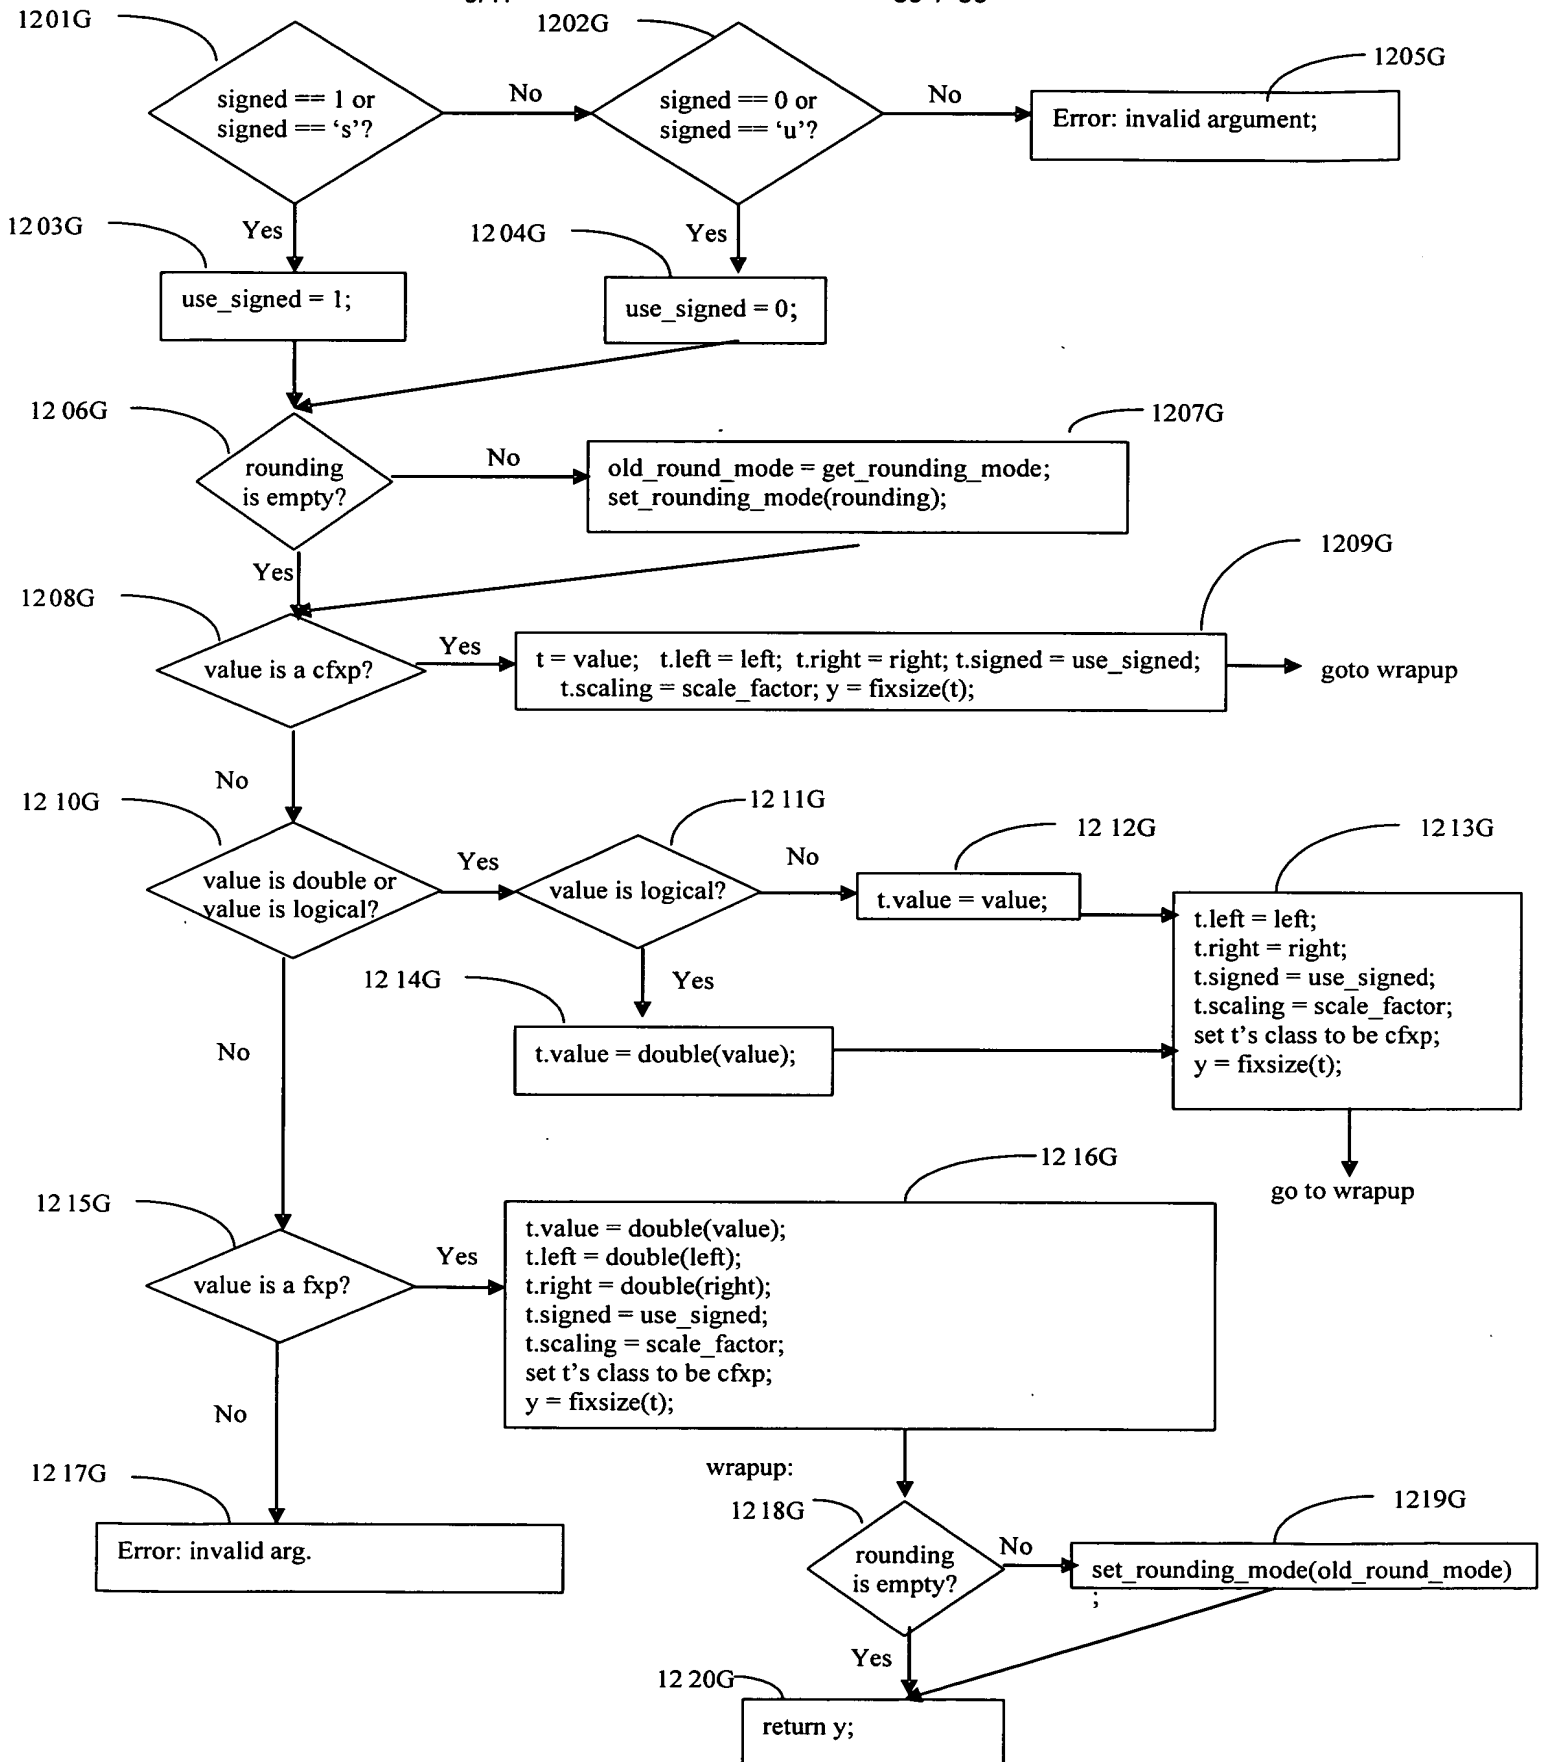 1201G
1202G
1205G
signed == 1 or
signed == ‘s’?
No
signed == 0 or
signed == ‘u’?
No
Error: invalid argument;
1203G
Yes
1204G
Yes
use_signed = 1;
use_signed = 0;
1206G
1207G
rounding
is empty?
No
old_round_mode = get_rounding_mode;
set_rounding_mode(rounding);
1209G
Yes
1208G
value is a cfxp?
Yes
t = value; t.left = left; t.right = right; t.signed = use_signed;
t.scaling = scale_factor; y = fixsize(t);
goto wrapup
No
1210G
1211G
1212G
1213G
value is double or
value is logical?
Yes
value is logical?
No
t.value = value;
t.left = left;
t.right = right;
t.signed = use_signed;
t.scaling = scale_factor;
set t’s class to be cfxp;
y = fixsize(t);
1214G
Yes
t.value = double(value);
No
go to wrapup
1216G
1215G
value is a fxp?
Yes
t.value = double(value);
t.left = double(left);
t.right = double(right);
t.signed = use_signed;
t.scaling = scale_factor;
set t’s class to be cfxp;
y = fixsize(t);
No
wrapup:
1217G
Error: invalid arg.
1218G
1219G
rounding
is empty?
No
set_rounding_mode(old_round_mode)
;
Yes
1220G
return y;